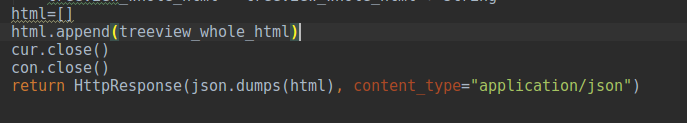 html=[]
html.append(treeview_whole_html)
cur.close()
con.close()
return HttpResponse(json.dumps(html), content_type="application/json")